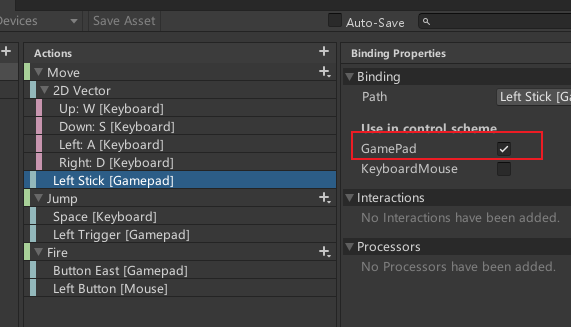 Devices
Save Asset
Auto-Save
Actions
Move
2D Vector
Up: W [Keyboard]
Down: S [Keyboard]
Left: A [Keyboard]
Right: D [Keyboard]
Left Stick [Gamepad]
Jump
Space [Keyboard]
Left Trigger [Gamepad]
Fire
Button East [Gamepad]
Left Button [Mouse]
Binding Properties
Binding
Path
Left Stick [Ga
Use in control scheme
GamePad
KeyboardMouse
Interactions
No Interactions have been added.
Processors
No Processors have been added.